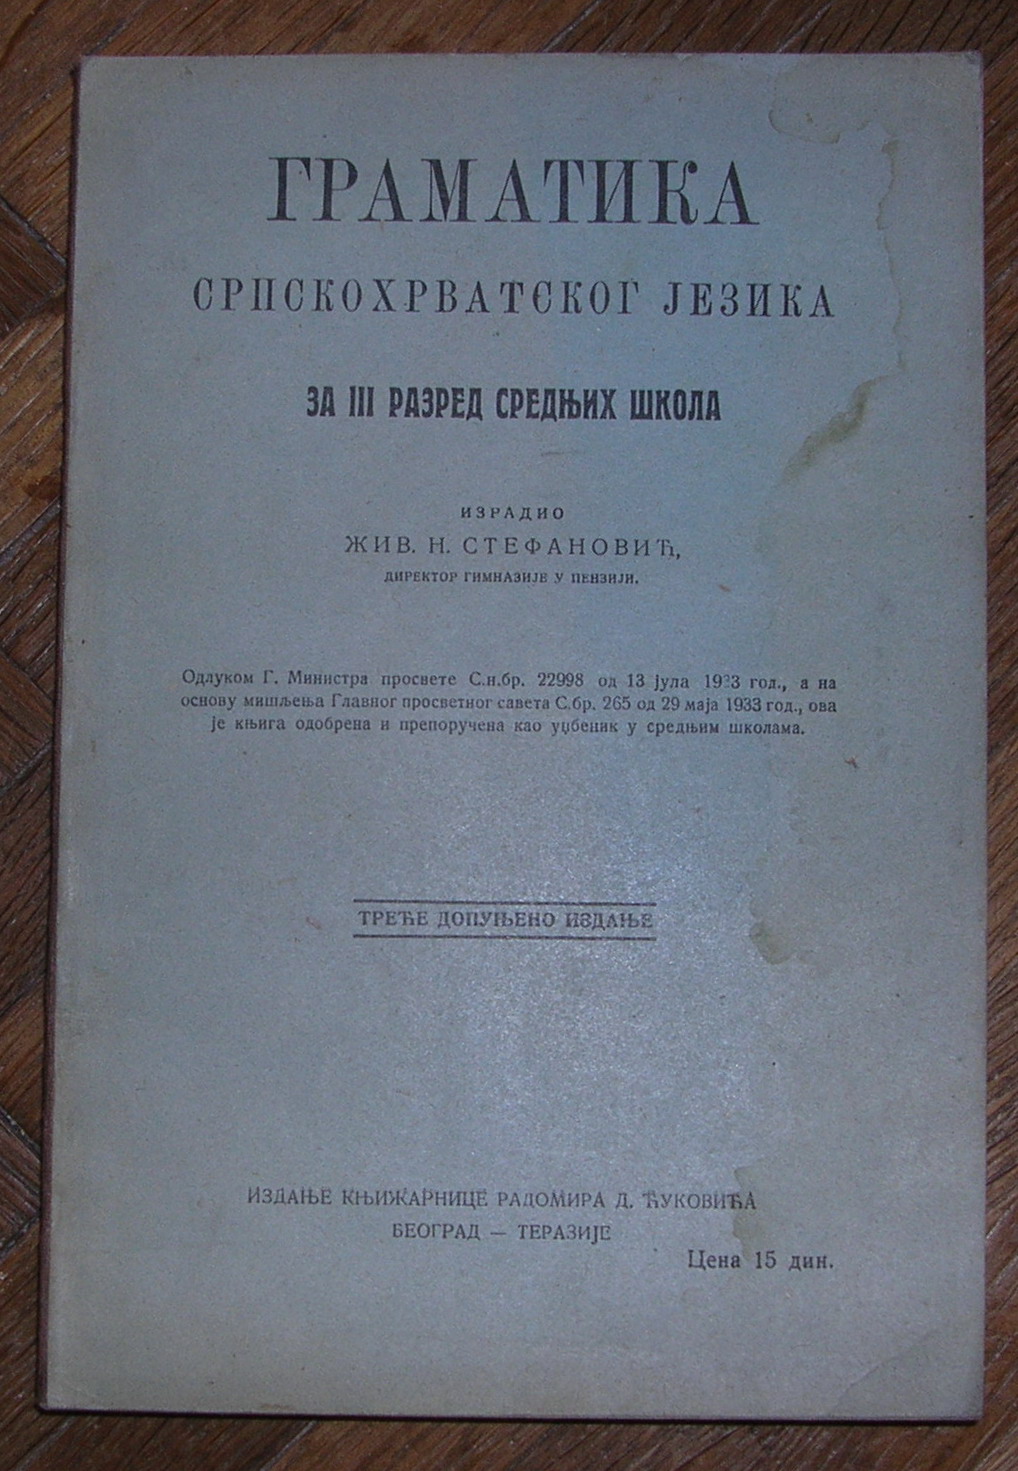 ГРАМАТИКА
СРПСКОХРВАТСКОГ ЈЕЗИКА
ЗА III РАЗРЕД СРЕДЊИХ ШКОЛА
ИЗРАДИО
ЖИВ. Н. СТЕФАНОВИЋ,
ДИРЕКТОР ГИМНАЗИЈЕ У ПЕНЗИЈИ.
Одлуком Г. Министра просвете С.н.бр. 22998 од 13 јула 1933 год., а на
основу мишљења Главног просветног савета С.бр. 265 од 29 маја 1933 год., ова
је књига одобрена и препоручена као уџбеник у средњим школама.
ТРЕЋЕ ДОПУЊЕНО ИЗДАЊЕ
ИЗДАЊЕ КЊИЖАРНИЦЕ РАДОМИРА Д. ЋУКОВИЋА
БЕОГРАД — ТЕРАЗИЈЕ
Цена 15 дин.